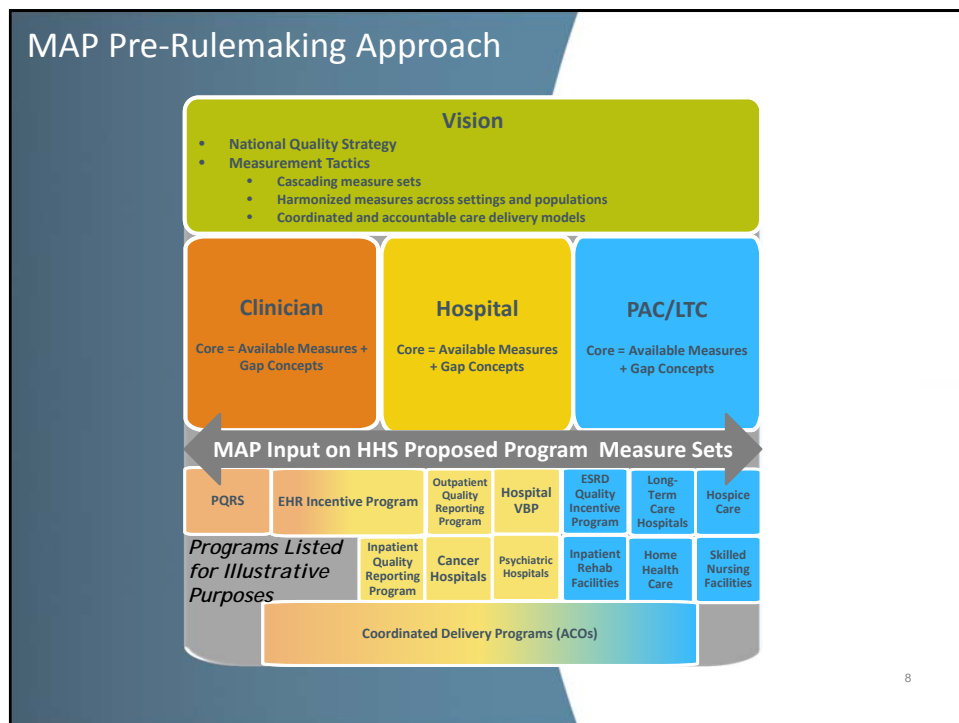 MAP Pre-Rulemaking Approach
Vision
• National Quality Strategy
• Measurement Tactics
• Cascading measure sets
• Harmonized measures across settings and populations
• Coordinated and accountable care delivery models
Clinician
Core = Available Measures +
Gap Concepts
Hospital
Core = Available Measures
+ Gap Concepts
PAC/LTC
Core = Available Measures
+ Gap Concepts
MAP Input on HHS Proposed Program Measure Sets
PQRS
EHR Incentive Program
Outpatient
Quality
Reporting
Program
Hospital
VBP
ESRD
Quality
Incentive
Program
Long-
Term
Care
Hospitals
Hospice
Care
Programs Listed
for Illustrative
Purposes
Inpatient
Quality
Reporting
Program
Cancer
Hospitals
Psychiatric
Hospitals
Inpatient
Rehab
Facilities
Home
Health
Care
Skilled
Nursing
Facilities
Coordinated Delivery Programs (ACOs)
8